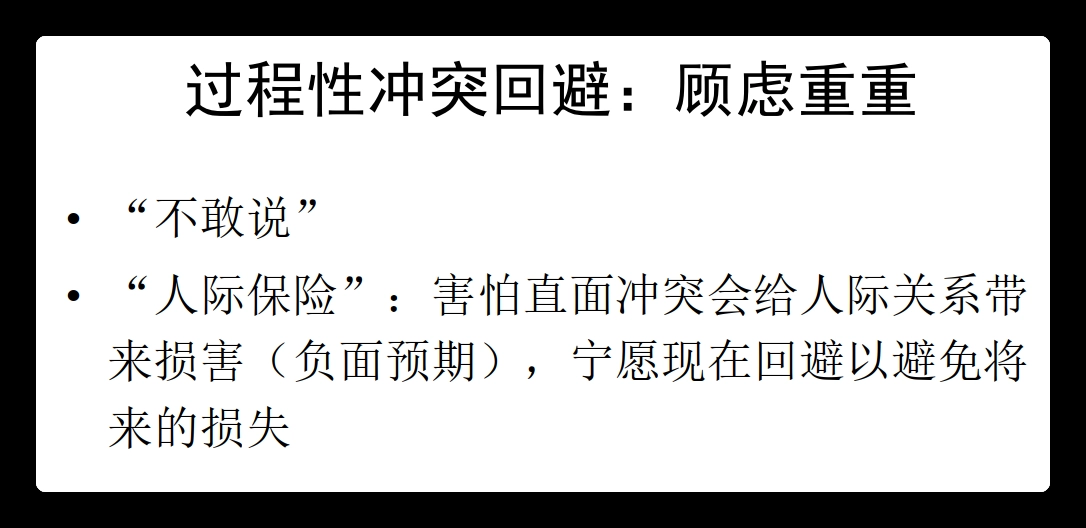 过程性冲突回避：顾虑重重
• “不敢说”
• “人际保险”：害怕直面冲突会给人际关系带
来损害（负面预期），宁愿现在回避以避免将
来的损失